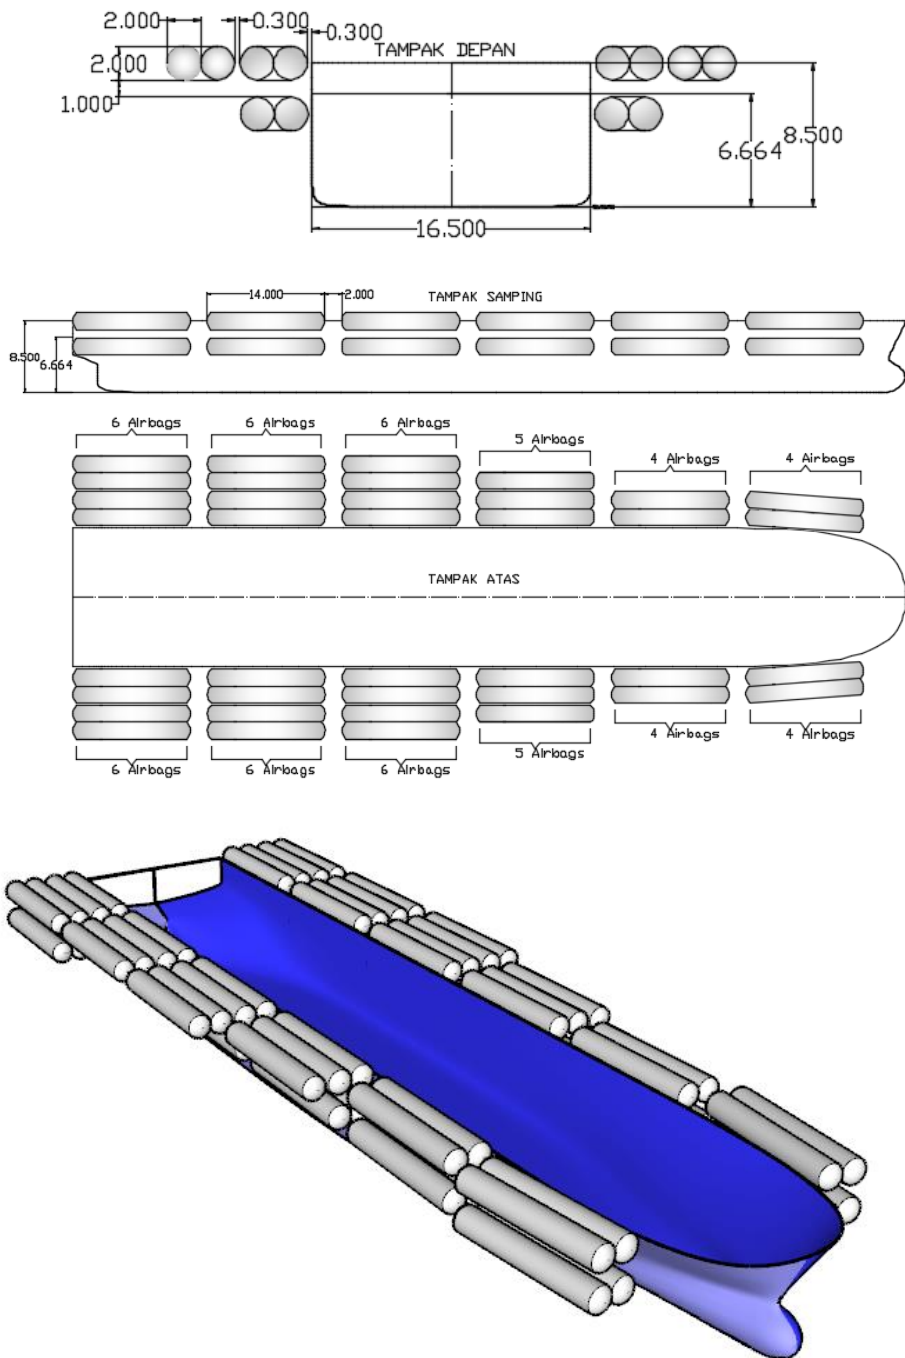 2.000
0.300
0.300
TAMPAK DEPAN
2.000
1.000
6.664
8.500
16.500
14.000
2.000
TAMPAK SAMPING
8.500
6.664
6 Airbags
6 Airbags
6 Airbags
5 Airbags
4 Airbags
4 Airbags
TAMPAK ATAS
6 Airbags
6 Airbags
6 Airbags
5 Airbags
4 Airbags
4 Airbags